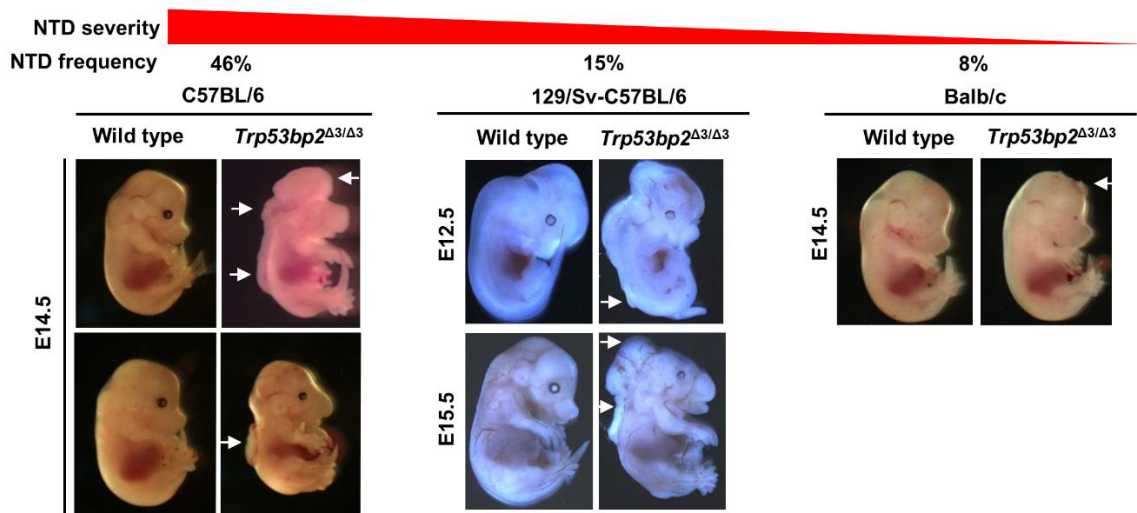 NTD severity
NTD frequency 46% 15% 8%
C57BL/6 129/Sv-C57BL/6 Balb/c
Wild type Trp53bp2Δ3/Δ3 Wild type Trp53bp2Δ3/Δ3 Wild type Trp53bp2Δ3/Δ3
E14.5
E12.5
E15.5
E14.5